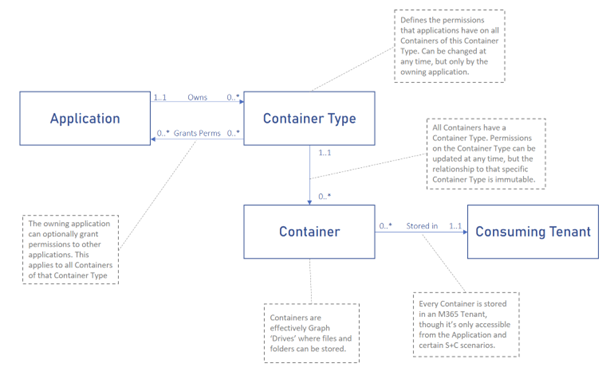 Defines the permissions
that applications have on all
Containers of this Container
Type. Can be changed at
any time, but only by the
owning application.
Application
1..1 Owns 0..*
0..* Grants Perms 0..*
Container Type
All Containers have a
Container Type. Permissions
on the Container Type can be
updated at any time, but the
relationship to that specific
Container Type is immutable.
1..1
0..*
The owning application
can optionally grant
permissions to other
applications. This
applies to all Containers
of that Container Type
Container
0..* Stored in 1..1
Consuming Tenant
Containers are
effectively Graph
'Drives' where files and
folders can be stored.
Every Container is stored
in an M365 Tenant,
though it's only accessible
from the Application and
certain S+C scenarios.